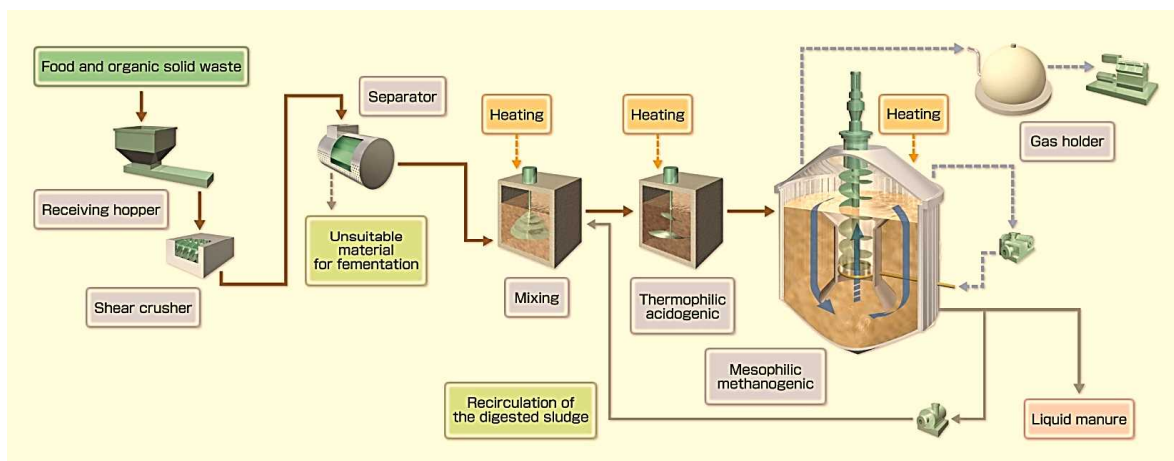 Food and organic solid waste
Separator
Heating
Heating
Heating
Gas holder
Receiving hopper
Unsuitable
material
for fementation
Shear crusher
Mixing
Thermophilic
acidogenic
Mesophilic
methanogenic
Recirculation of
the digested sludge
Liquid manure